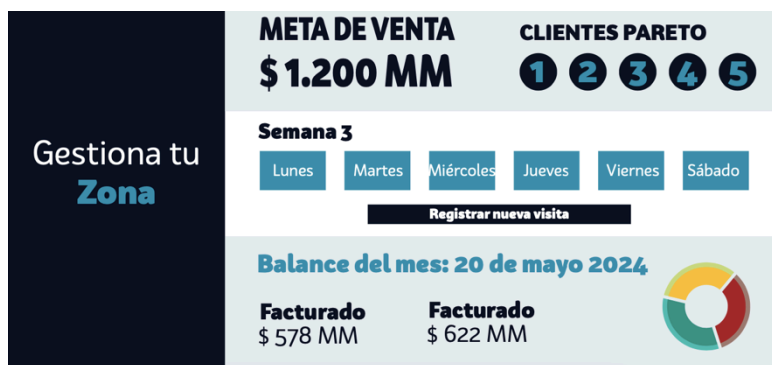 Gestiona tu
Zona
META DE VENTA
$ 1.200 MM
CLIENTES PARETO
1 2 3 4 5
Semana 3
Lunes Martes Miércoles Jueves Viernes Sábado
Registrar nueva visita
Balance del mes: 20 de mayo 2024
Facturado
$ 578 MM
Facturado
$ 622 MM